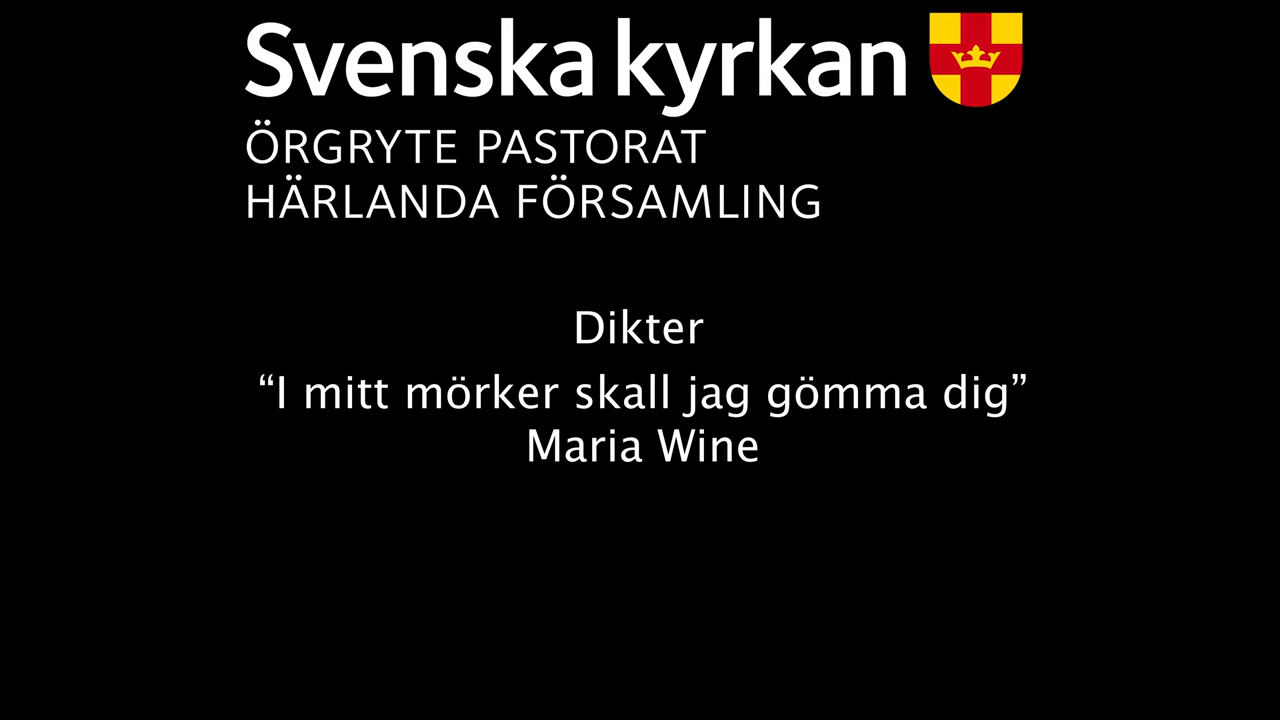 Svenska kyrkan
ÖRGRYTE PASTORAT
HÄRLANDA FÖRSAMLING
Dikter
“I mitt mörker skall jag gömma dig”
Maria Wine